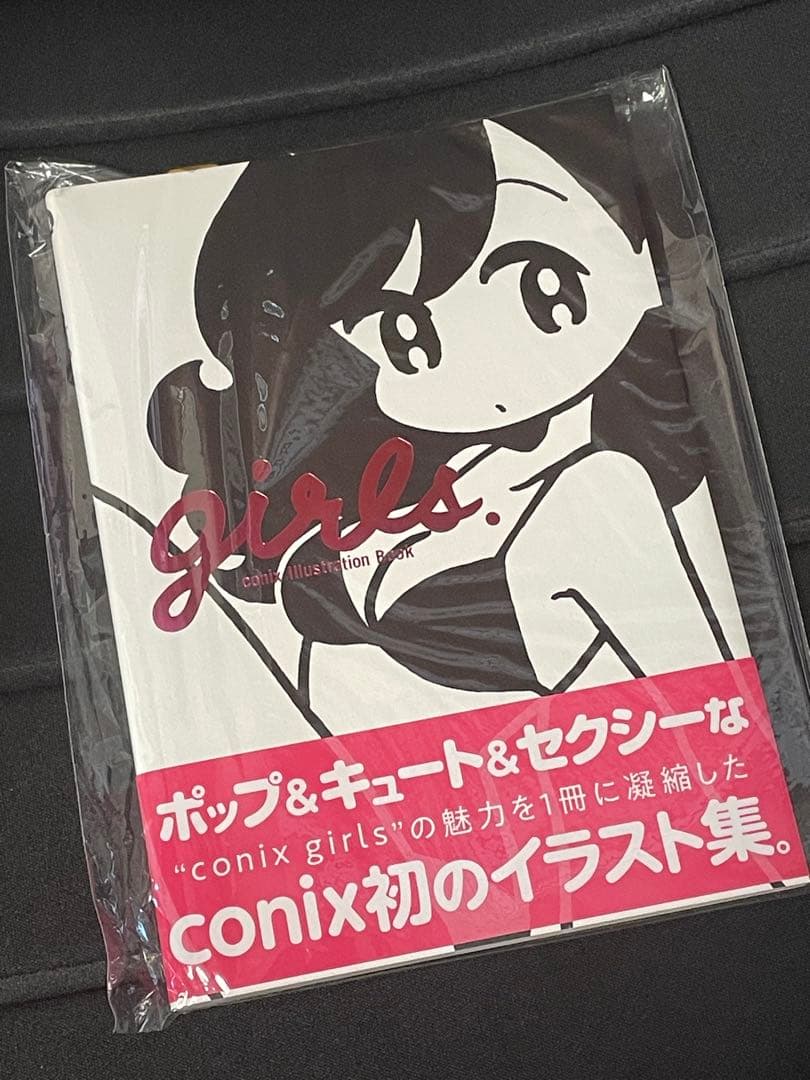 girls.
conix Illustration Book
ポップ&キュート&セクシーな
“conix girls”の魅力を1冊に凝縮した
conix初のイラスト集。